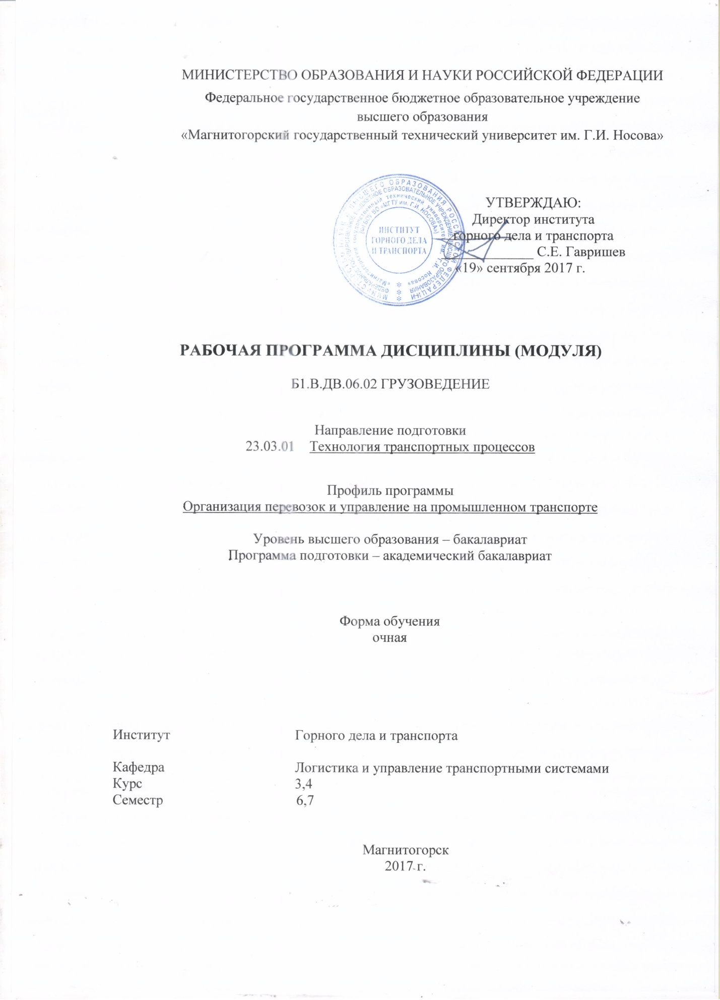 МИНИСТЕРСТВО ОБРАЗОВАНИЯ И НАУКИ РОССИЙСКОЙ ФЕДЕРАЦИИ
Федеральное государственное бюджетное образовательное учреждение
высшего образования
«Магнитогорский государственный технический университет им. Г.И. Носова»
ИНСТИТУТ
ГОРНОГО ДЕЛА
И ТРАНСПОРТА
УТВЕРЖДАЮ:
Директор института
горного дела и транспорта
_____________ С.Е. Гавришев
«19» сентября 2017 г.
РАБОЧАЯ ПРОГРАММА ДИСЦИПЛИНЫ (МОДУЛЯ)
Б1.В.ДВ.06.02 ГРУЗОВЕДЕНИЕ
Направление подготовки
23.03.01 Технология транспортных процессов
Профиль программы
Организация перевозок и управление на промышленном транспорте
Уровень высшего образования – бакалавриат
Программа подготовки – академический бакалавриат
Форма обучения
очная
Институт Горного дела и транспорта
Кафедра Логистика и управление транспортными системами
Курс 3,4
Семестр 6,7
Магнитогорск
2017 г.